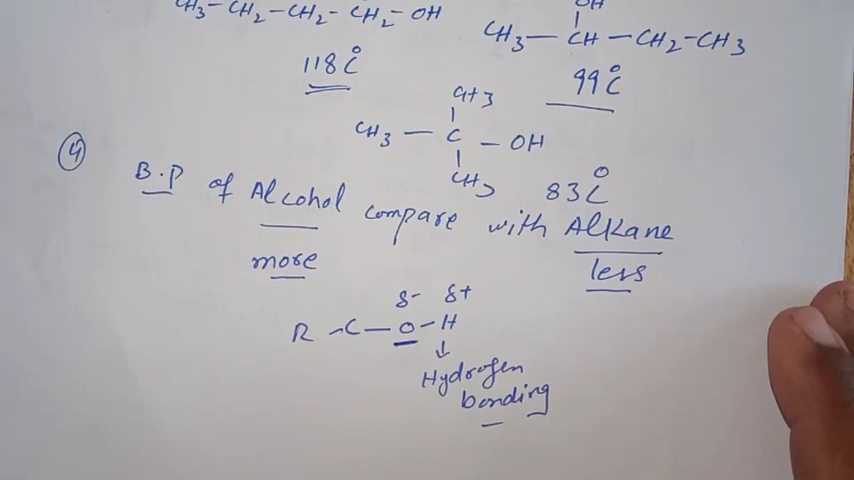 CH3-CH2-CH2-CH2-OH
OH
CH3-CH-CH2-CH3
118°C
99°C
CH3
CH3-C-OH
CH3
83°C
④
B.P of Alcohol compare with Alkane
more
less
δ- δ+
R-C-O-H
↓
Hydrogen
bonding